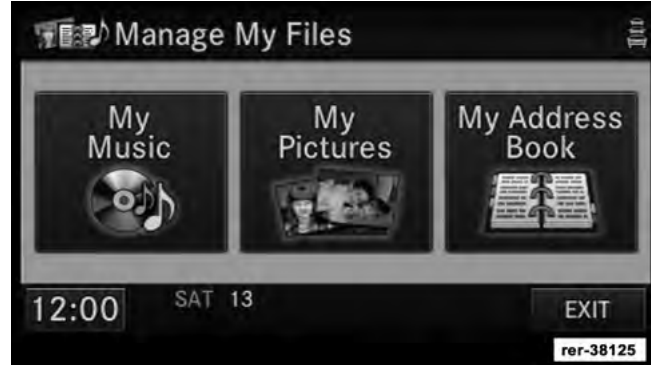 Manage My Files
My Music
My Pictures
My Address Book
12:00
SAT 13
EXIT
rer-38125